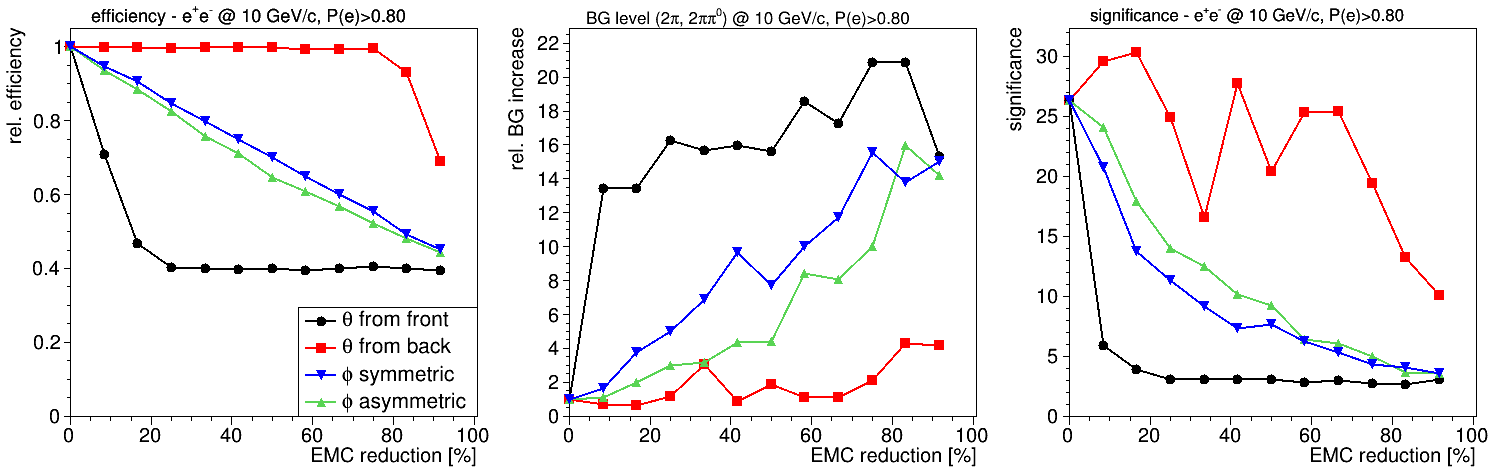 efficiency - e⁺e⁻ @ 10 GeV/c, P(e)>0.80
rel. efficiency
1
0.8
0.6
0.4
0.2
0
0 20 40 60 80 100
EMC reduction [%]
θ from front
θ from back
ϕ symmetric
ϕ asymmetric
BG level (2π, 2ππ⁰) @ 10 GeV/c, P(e)>0.80
rel. BG increase
22
20
18
16
14
12
10
8
6
4
2
0
0 20 40 60 80 100
EMC reduction [%]
significance - e⁺e⁻ @ 10 GeV/c, P(e)>0.80
significance
30
25
20
15
10
5
0
0 20 40 60 80 100
EMC reduction [%]